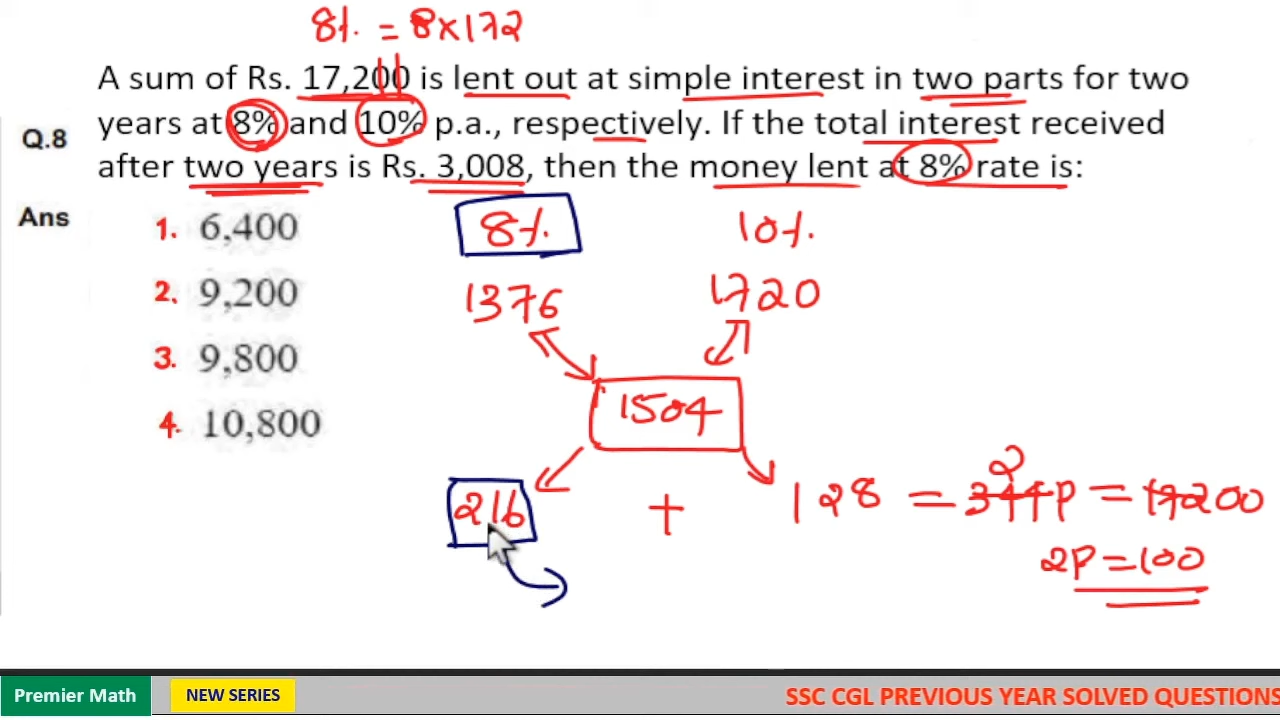 8% = 8×172
A sum of Rs. 17,200 is lent out at simple interest in two parts for two
Q.8 years at 8% and 10% p.a., respectively. If the total interest received
after two years is Rs. 3,008, then the money lent at 8% rate is:
Ans
1. 6,400
2. 9,200
3. 9,800
4. 10,800
8% 10%
1376 1720
1504
216 + 128 = 344P = 17200
2
2P = 100
Premier Math NEW SERIES SSC CGL PREVIOUS YEAR SOLVED QUESTIONS